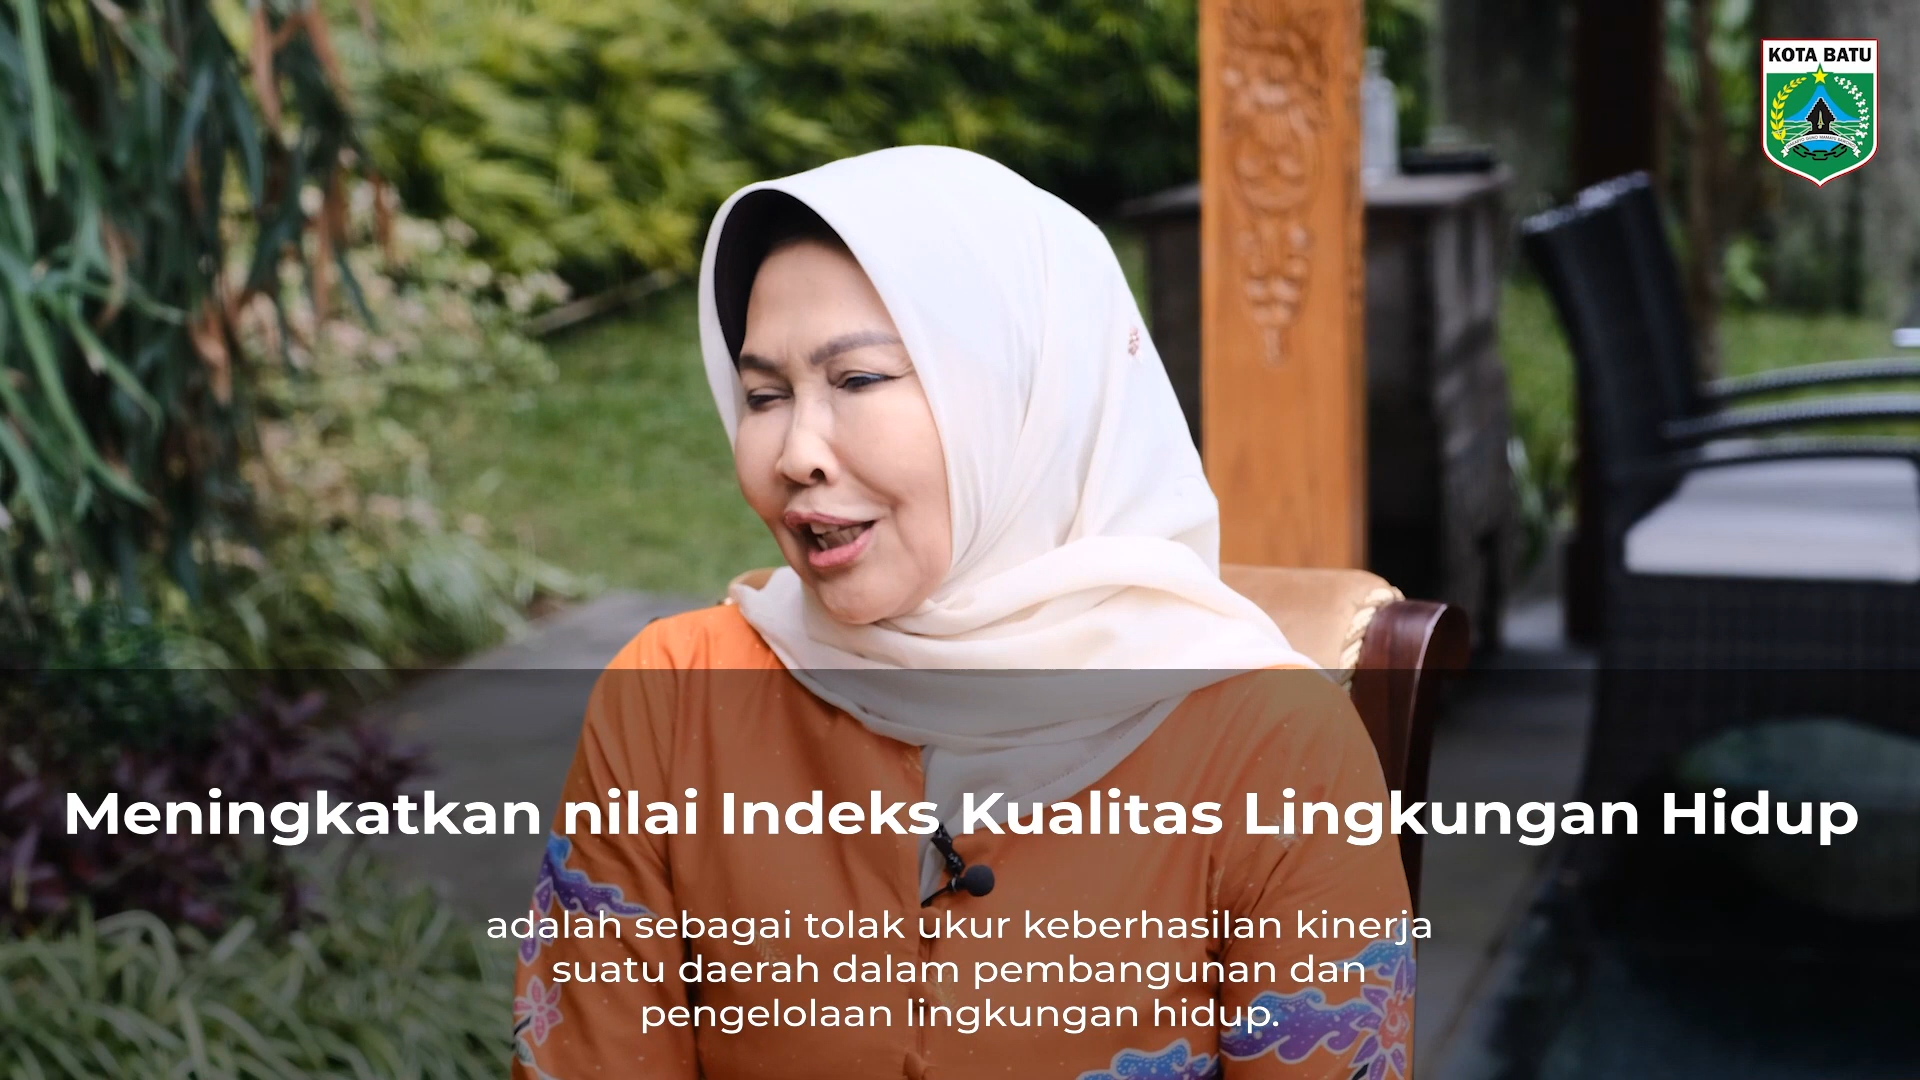 KOTA BATU
Meningkatkan nilai Indeks Kualitas Lingkungan Hidup
adalah sebagai tolak ukur keberhasilan kinerja
suatu daerah dalam pembangunan dan
pengelolaan lingkungan hidup.